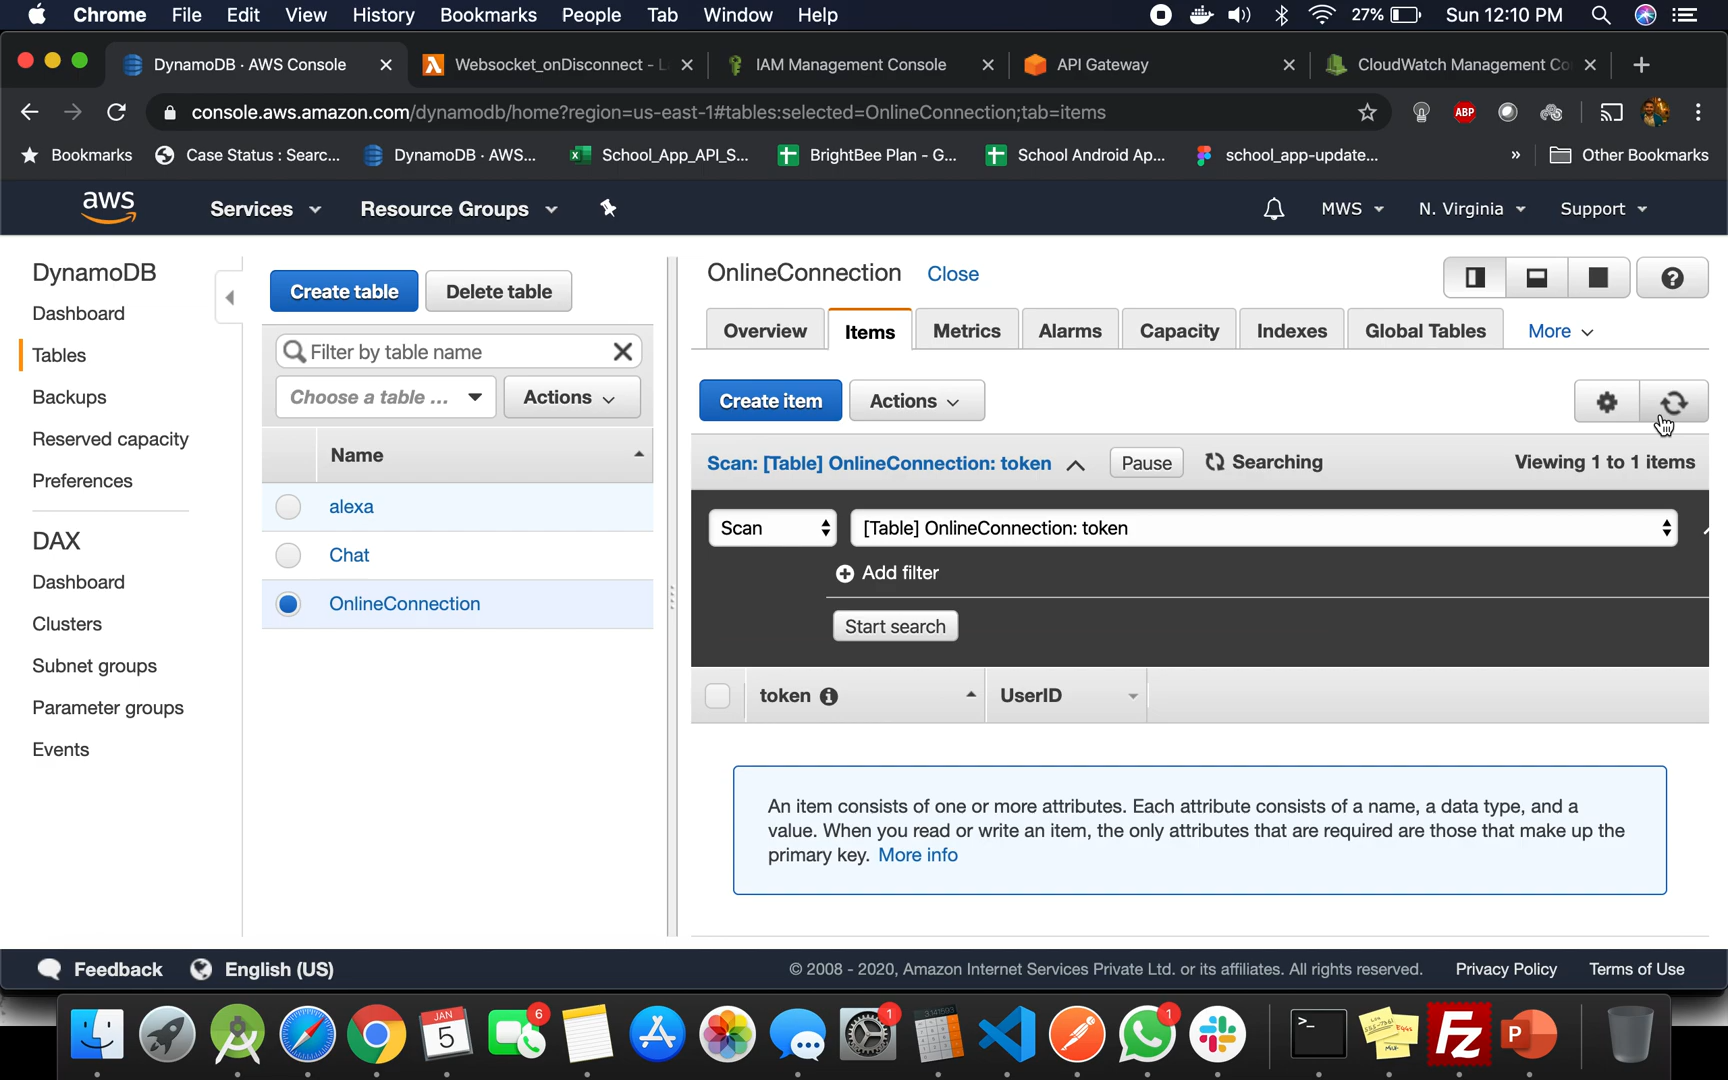 Chrome File Edit View History Bookmarks People Tab Window Help 27% Sun 12:10 PM
DynamoDB · AWS Console Websocket_onDisconnect - L IAM Management Console API Gateway CloudWatch Management Co
console.aws.amazon.com/dynamodb/home?region=us-east-1#tables:selected=OnlineConnection;tab=items ABP
Bookmarks Case Status : Searc... DynamoDB · AWS... School_App_API_S... BrightBee Plan - G... School Android Ap... school_app-update... » Other Bookmarks
aws Services Resource Groups MWS N. Virginia Support
DynamoDB
Dashboard
Tables
Backups
Reserved capacity
Preferences
DAX
Dashboard
Clusters
Subnet groups
Parameter groups
Events
Create table Delete table
Filter by table name
Choose a table ... Actions
Name
alexa
Chat
OnlineConnection
OnlineConnection Close
Overview Items Metrics Alarms Capacity Indexes Global Tables More
Create item Actions
Scan: [Table] OnlineConnection: token Pause Searching Viewing 1 to 1 items
Scan [Table] OnlineConnection: token
Add filter
Start search
token UserID
An item consists of one or more attributes. Each attribute consists of a name, a data type, and a
value. When you read or write an item, the only attributes that are required are those that make up the
primary key. More info
Feedback English (US) © 2008 - 2020, Amazon Internet Services Private Ltd. or its affiliates. All rights reserved. Privacy Policy Terms of Use
JAN
5
6
1
1